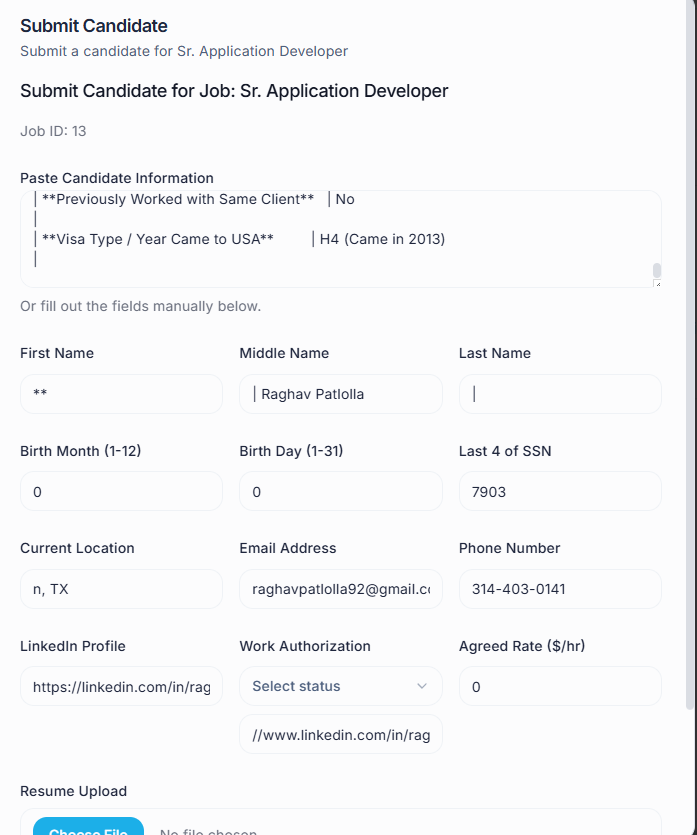 Submit Candidate
Submit a candidate for Sr. Application Developer
Submit Candidate for Job: Sr. Application Developer
Job ID: 13
Paste Candidate Information
| **Previously Worked with Same Client** | No
|
| **Visa Type / Year Came to USA** | H4 (Came in 2013)
|
Or fill out the fields manually below.
First Name Middle Name Last Name
** | Raghav Patlolla |
Birth Month (1-12) Birth Day (1-31) Last 4 of SSN
0 0 7903
Current Location Email Address Phone Number
n, TX raghavpatlolla92@gmail.co 314-403-0141
LinkedIn Profile Work Authorization Agreed Rate ($/hr)
https://linkedin.com/in/rag Select status 0
//www.linkedin.com/in/rag
Resume Upload
Choose File No file chosen